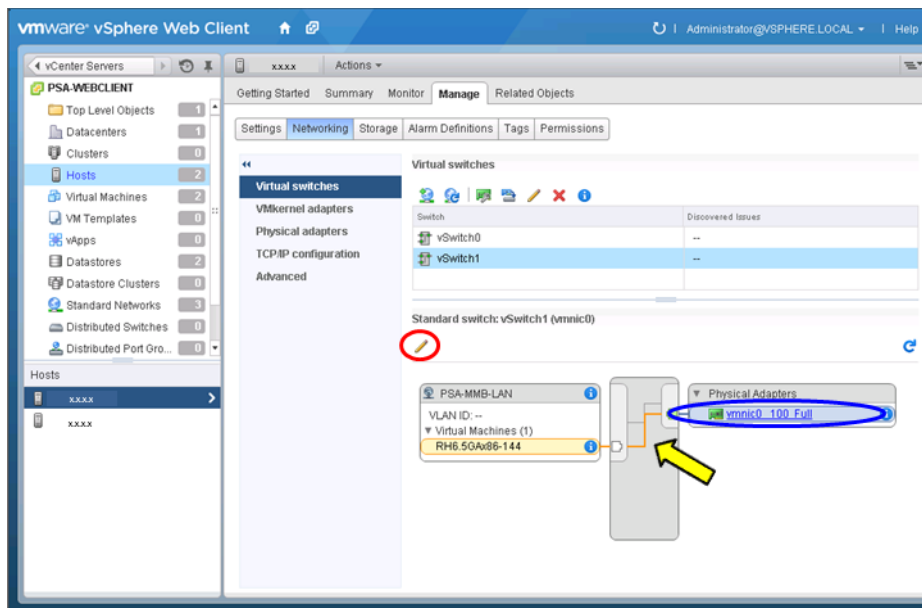 vmware® vSphere Web Client
Administrator@VSPHERE.LOCAL
Help
vCenter Servers
xxxx
Actions
PSA-WEBCLIENT
Top Level Objects 1
Datacenters 1
Clusters 0
Hosts 2
Virtual Machines 2
VM Templates 0
vApps 0
Datastores 2
Datastore Clusters 0
Standard Networks 3
Distributed Switches 0
Distributed Port Gro... 0
Hosts
xxxx
xxxx
Getting Started Summary Monitor Manage Related Objects
Settings Networking Storage Alarm Definitions Tags Permissions
Virtual switches
VMkernel adapters
Physical adapters
TCP/IP configuration
Advanced
Virtual switches
Switch Discovered Issues
vSwitch0 --
vSwitch1 --
Standard switch: vSwitch1 (vmnic0)
PSA-MMB-LAN
VLAN ID: --
Virtual Machines (1)
RH6.5GAx86-144
Physical Adapters
vmnic0 100 Full